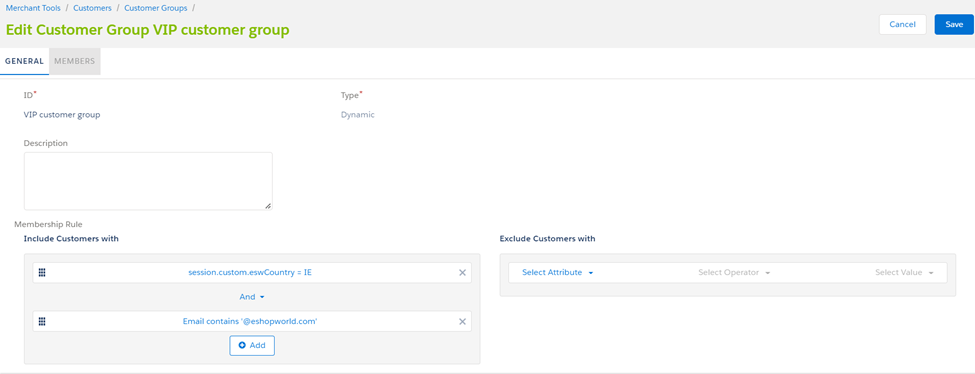 Merchant Tools / Customers / Customer Groups /
Edit Customer Group VIP customer group
Cancel
Save
GENERAL MEMBERS
ID* Type*
VIP customer group Dynamic
Description
Membership Rule
Include Customers with Exclude Customers with
session.custom.eswCountry = IE Select Attribute Select Operator Select Value
And
Email contains '@eshopworld.com'
Add